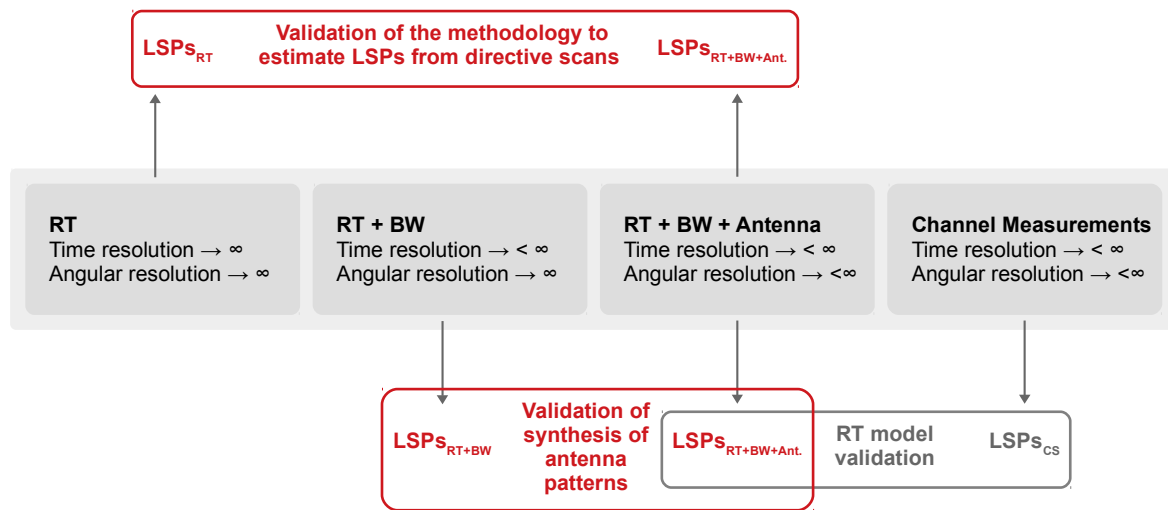 LSPsRT
Validation of the methodology to
estimate LSPs from directive scans
LSPsRT+BW+Ant.
RT
Time resolution → ∞
Angular resolution → ∞
RT + BW
Time resolution → < ∞
Angular resolution → ∞
RT + BW + Antenna
Time resolution → < ∞
Angular resolution → <∞
Channel Measurements
Time resolution → < ∞
Angular resolution → <∞
LSPsRT+BW
Validation of
synthesis of
antenna
patterns
LSPsRT+BW+Ant.
RT model
validation
LSPsCS